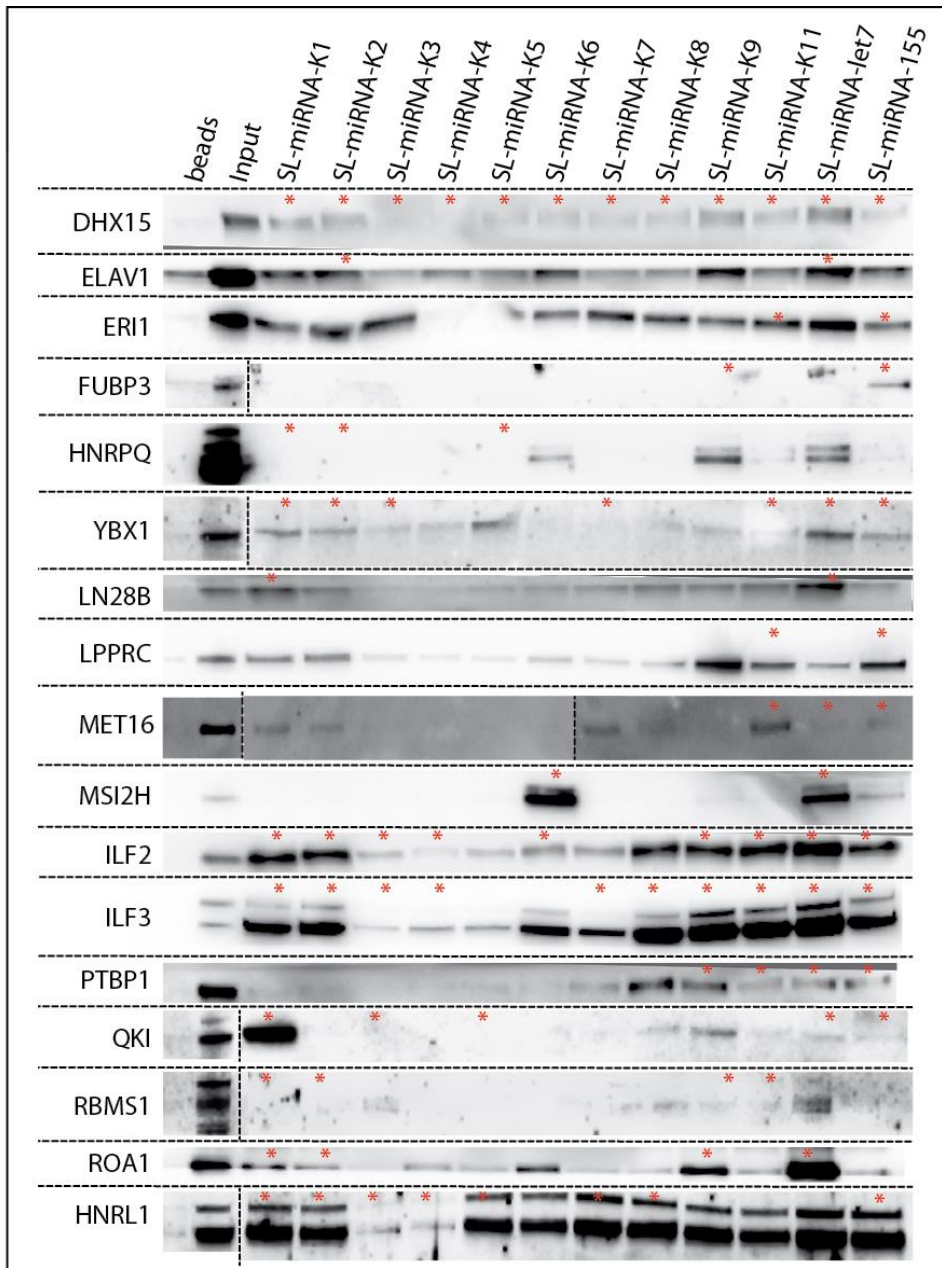 beads
Input
SL-miRNA-K1
SL-miRNA-K2
SL-miRNA-K3
SL-miRNA-K4
SL-miRNA-K5
SL-miRNA-K6
SL-miRNA-K7
SL-miRNA-K8
SL-miRNA-K9
SL-miRNA-K11
SL-miRNA-let7
SL-miRNA-155
* * * * * * * * * * * *
DHX15
* *
ELAV1
* *
ERI1
* *
FUBP3
* * *
HNRPQ
* * * * * * *
YBX1
* *
LN28B
* *
LPPRC
* * *
MET16
* *
MSI2H
* * * * * * * * *
ILF2
* * * * * * * * * *
ILF3
* * * *
PTBP1
* * * * *
QKI
* * * *
RBMS1
* * * *
ROA1
* * * * * * * *
HNRL1